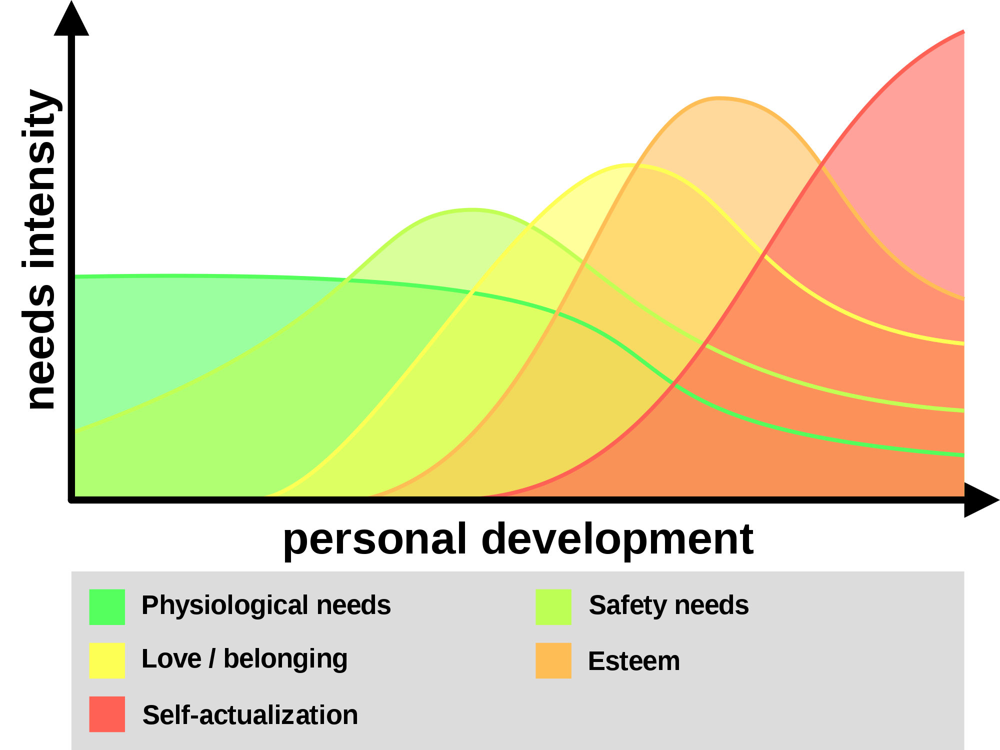 needs intensity
personal development
Physiological needs
Safety needs
Love / belonging
Esteem
Self-actualization